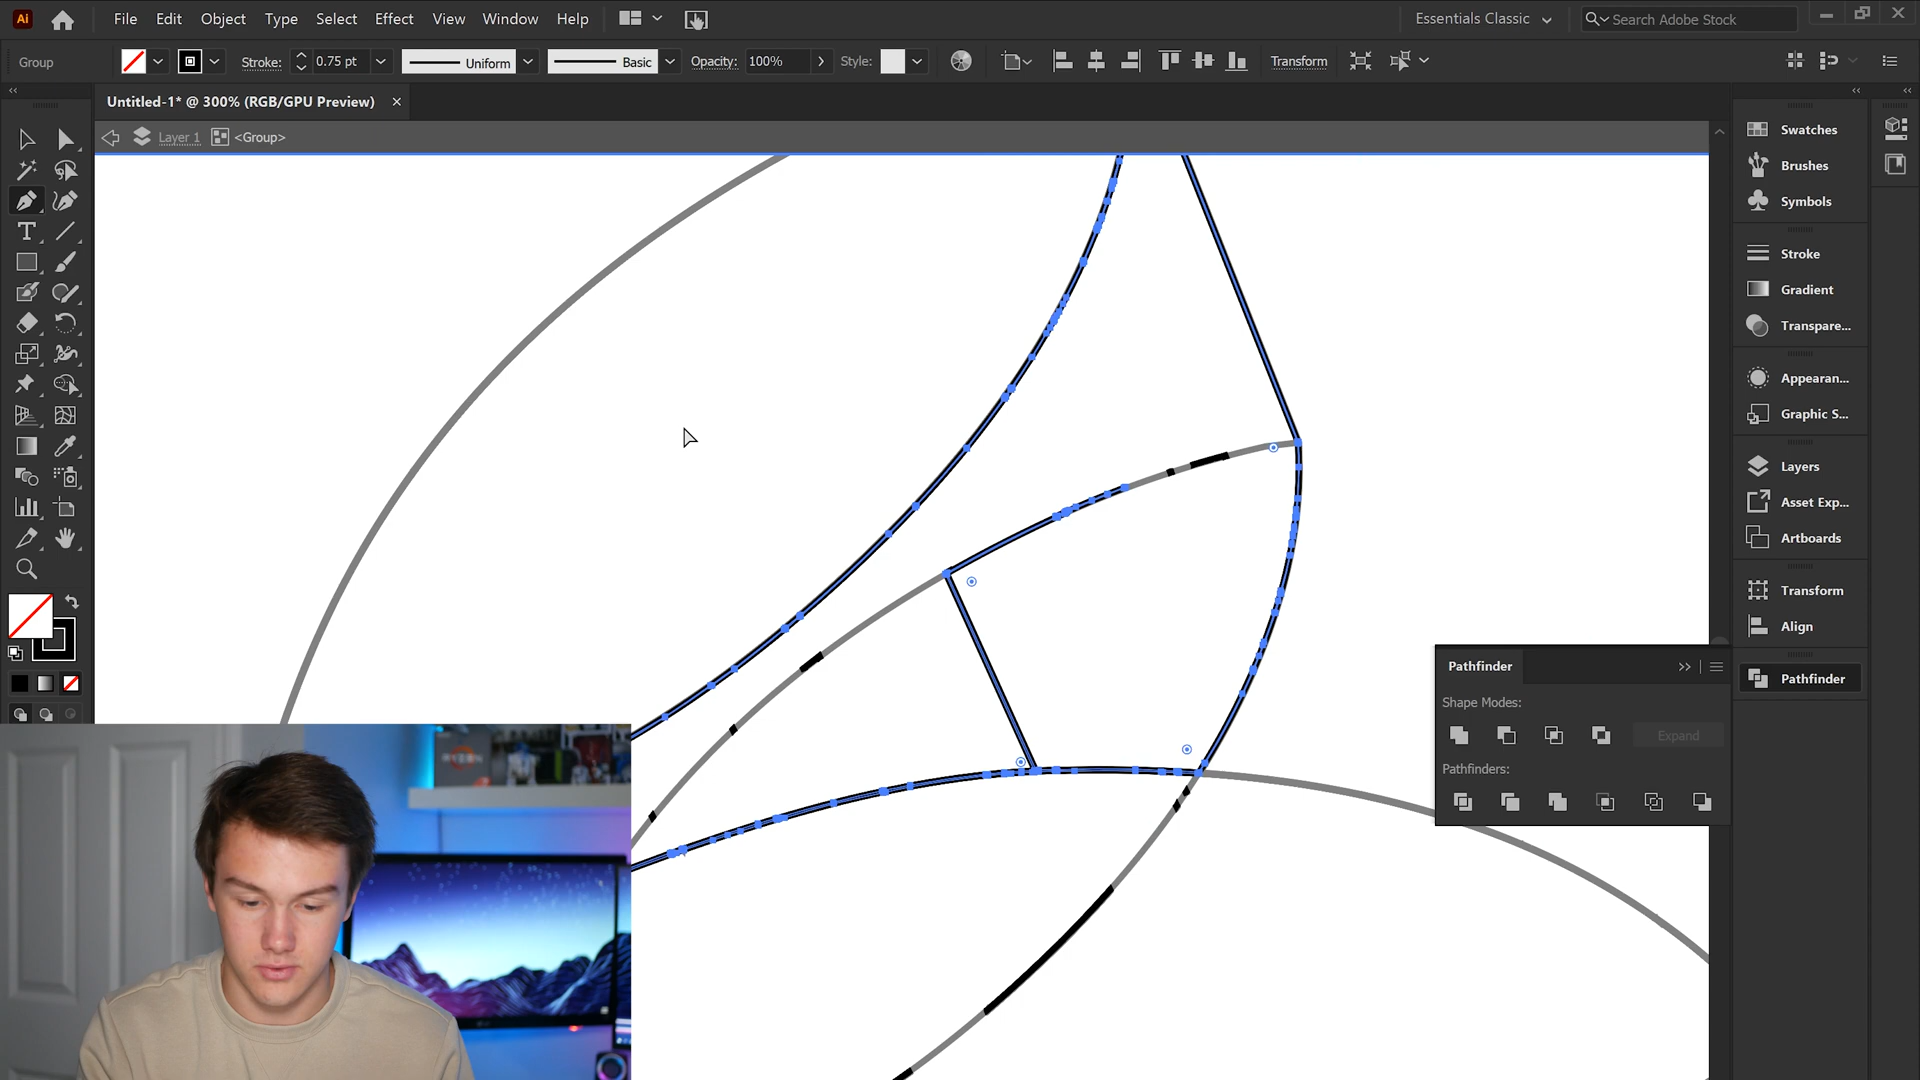 Ai File Edit Object Type Select Effect View Window Help Essentials Classic Search Adobe Stock
Group Stroke: 0.75 pt Uniform Basic Opacity: 100% Style: Transform
Untitled-1* @ 300% (RGB/GPU Preview)
Layer 1 <Group>
Swatches
Brushes
Symbols
Stroke
Gradient
Transpare...
Appearan...
Graphic S...
Layers
Asset Exp...
Artboards
Transform
Align
Pathfinder
Pathfinder
Shape Modes:
Expand
Pathfinders:
RYZEN
LG